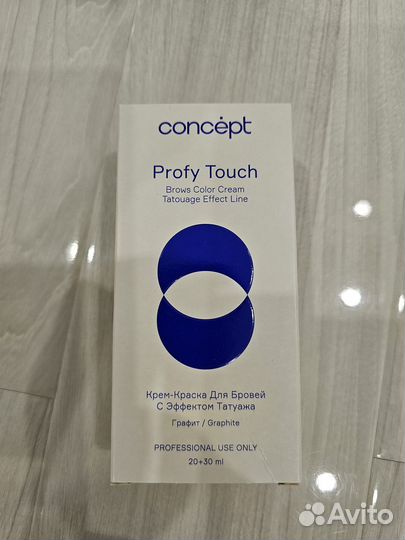 concépt
Profy Touch
Brows Color Cream
Tatouage Effect Line
Крем-Краска Для Бровей
С Эффектом Татуажа
Графит / Graphite
PROFESSIONAL USE ONLY
20+30 ml
Avito